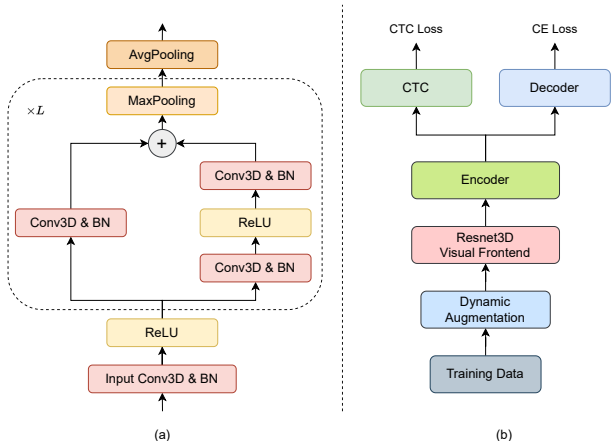 AvgPooling
MaxPooling
×L
+
Conv3D & BN
Conv3D & BN
ReLU
Conv3D & BN
ReLU
Input Conv3D & BN
(a)
CTC Loss
CE Loss
CTC
Decoder
Encoder
Resnet3D
Visual Frontend
Dynamic
Augmentation
Training Data
(b)